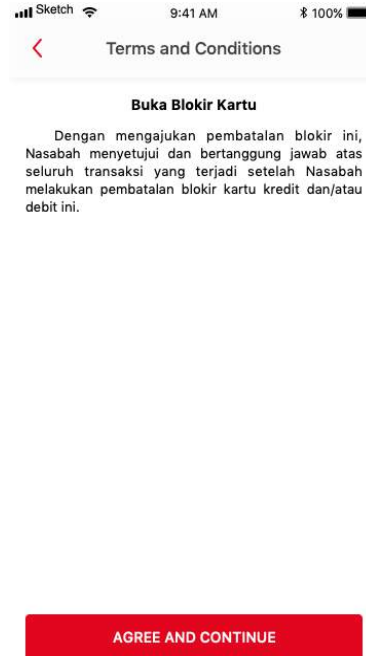 Sketch 9:41 AM 100%
Terms and Conditions
Buka Blokir Kartu
Dengan mengajukan pembatalan blokir ini,
Nasabah menyetujui dan bertanggung jawab atas
seluruh transaksi yang terjadi setelah Nasabah
melakukan pembatalan blokir kartu kredit dan/atau
debit ini.
AGREE AND CONTINUE